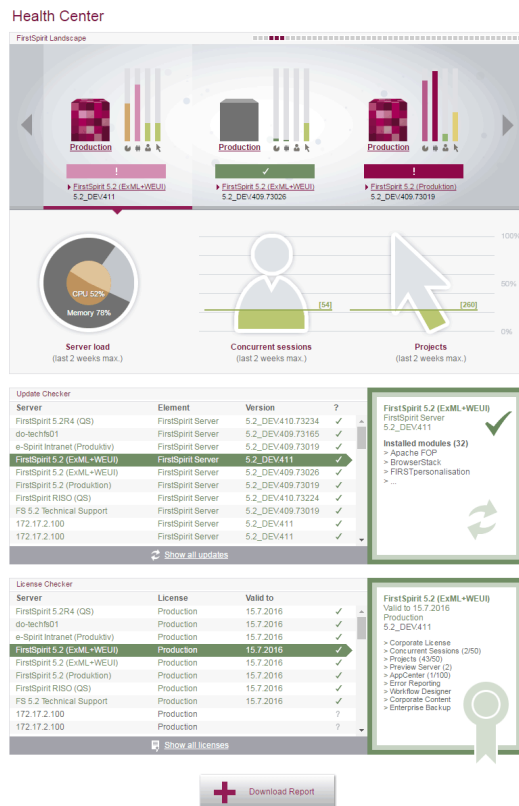 Health Center
FirstSpirit Landscape
Production
Production
Production
!
✓
!
FirstSpirit 5.2 (ExML+WEUI)
5.2_DEV.411
FirstSpirit 5.2 (ExML+WEUI)
5.2_DEV.409.73026
FirstSpirit 5.2 (Produktion)
5.2_DEV.409.73019
100%
50%
0%
CPU 52%
Memory 78%
[54]
[260]
Server load
(last 2 weeks max.)
Concurrent sessions
(last 2 weeks max.)
Projects
(last 2 weeks max.)
Update Checker
Server Element Version ?
FirstSpirit 5.2R4 (QS) FirstSpirit Server 5.2_DEV.410.73234 ✓
do-techfs01 FirstSpirit Server 5.2_DEV.409.73165 ✓
e-Spirit Intranet (Produktiv) FirstSpirit Server 5.2_DEV.409.73019 ✓
FirstSpirit 5.2 (ExML+WEUI) FirstSpirit Server 5.2_DEV.411 ✓
FirstSpirit 5.2 (ExML+WEUI) FirstSpirit Server 5.2_DEV.409.73026 ✓
FirstSpirit 5.2 (Produktion) FirstSpirit Server 5.2_DEV.409.73019 ✓
FirstSpirit RISO (QS) FirstSpirit Server 5.2_DEV.410.73224 ✓
FS 5.2 Technical Support FirstSpirit Server 5.2_DEV.409.73019 ✓
172.17.2.100 FirstSpirit Server 5.2_DEV.411 ✓
172.17.2.100 FirstSpirit Server 5.2_DEV.411 ✓
Show all updates
FirstSpirit 5.2 (ExML+WEUI)
FirstSpirit Server
5.2_DEV.411
Installed modules (32)
> Apache FOP
> BrowserStack
> FIRSTpersonalisation
> ...
License Checker
Server License Valid to
FirstSpirit 5.2R4 (QS) Production 15.7.2016 ✓
do-techfs01 Production 15.7.2016 ✓
e-Spirit Intranet (Produktiv) Production 15.7.2016 ✓
FirstSpirit 5.2 (ExML+WEUI) Production 15.7.2016 ✓
FirstSpirit 5.2 (ExML+WEUI) Production 15.7.2016 ✓
FirstSpirit 5.2 (Produktion) Production 15.7.2016 ✓
FirstSpirit RISO (QS) Production 15.7.2016 ✓
FS 5.2 Technical Support Production 15.7.2016 ✓
172.17.2.100 Production ?
172.17.2.100 Production ?
Show all licenses
FirstSpirit 5.2 (ExML+WEUI)
Valid to 15.7.2016
Production
5.2_DEV.411
> Corporate License
> Concurrent Sessions (2/50)
> Projects (43/50)
> Preview Server (2)
> AppCenter (1/100)
> Error Reporting
> Workflow Designer
> Corporate Content
> Enterprise Backup
Download Report